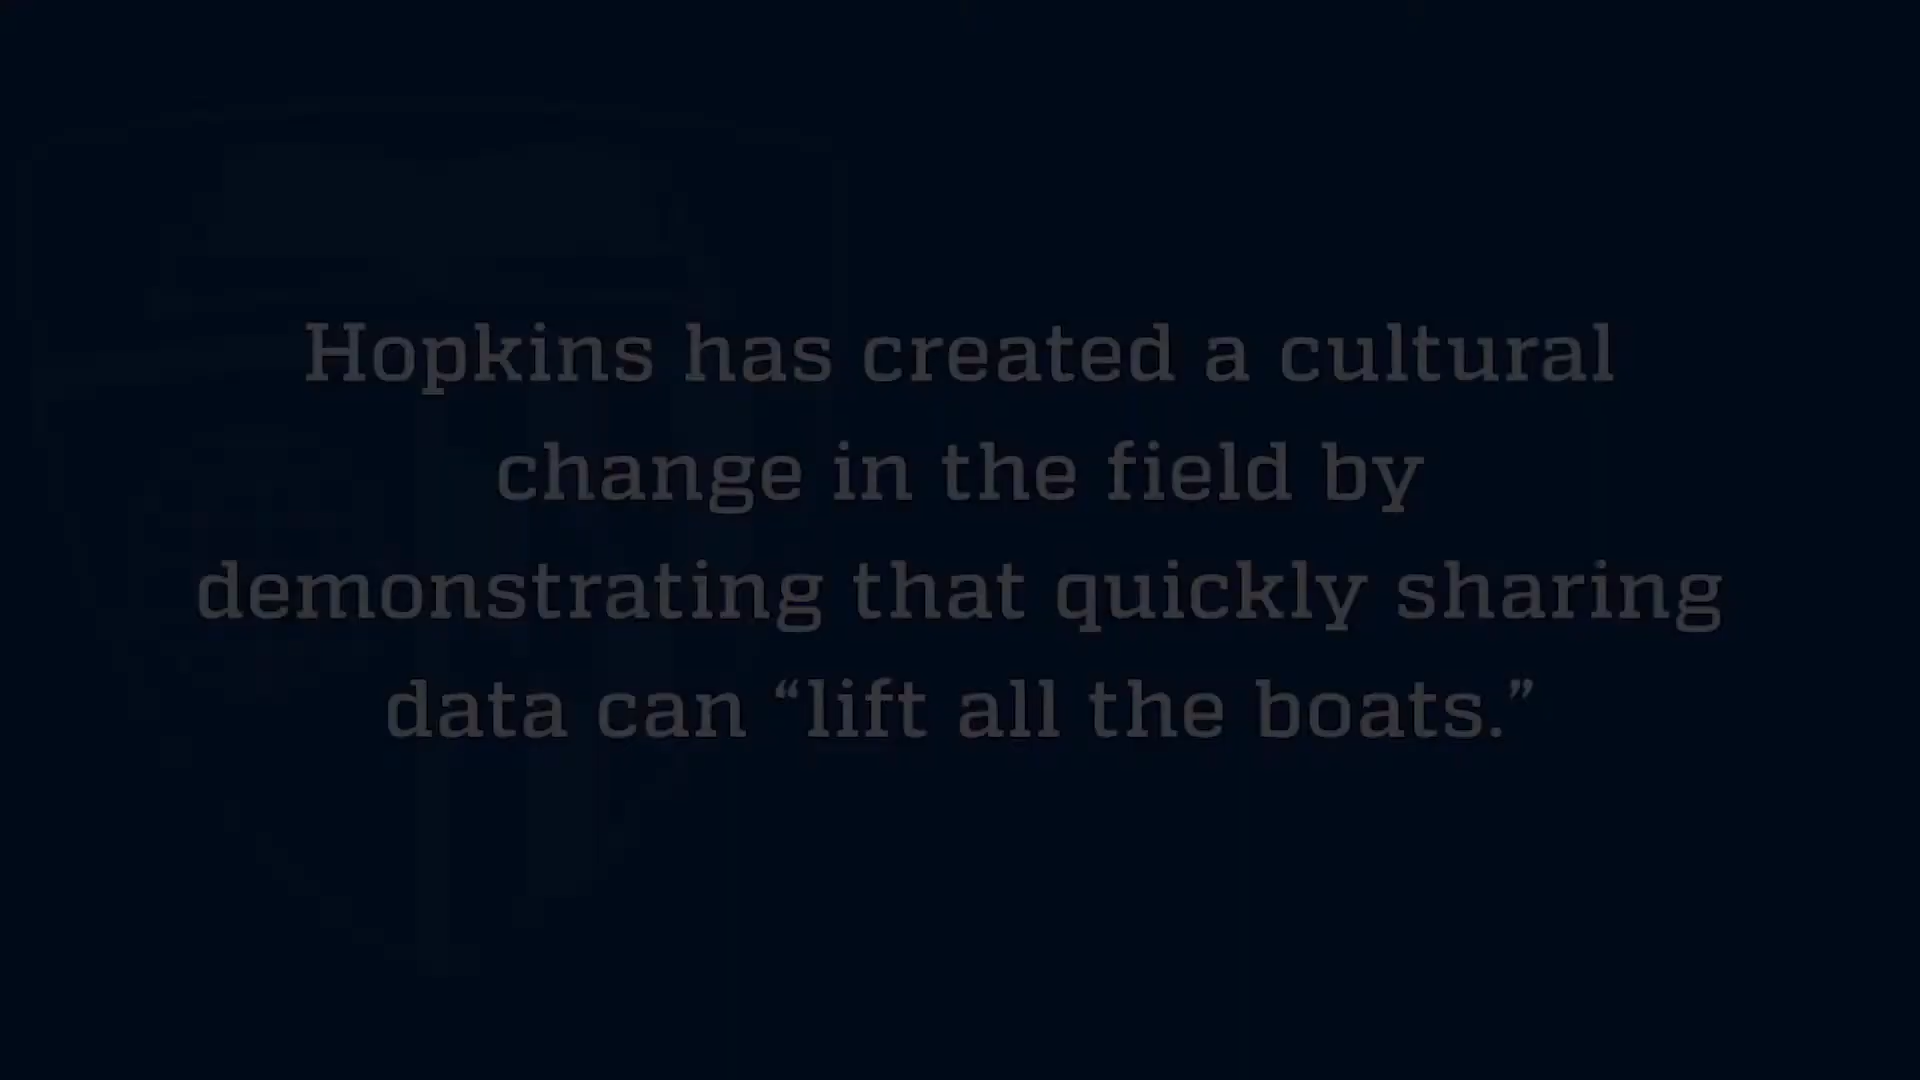 Hopkins has created a cultural
change in the field by
demonstrating that quickly sharing
data can “lift all the boats.”